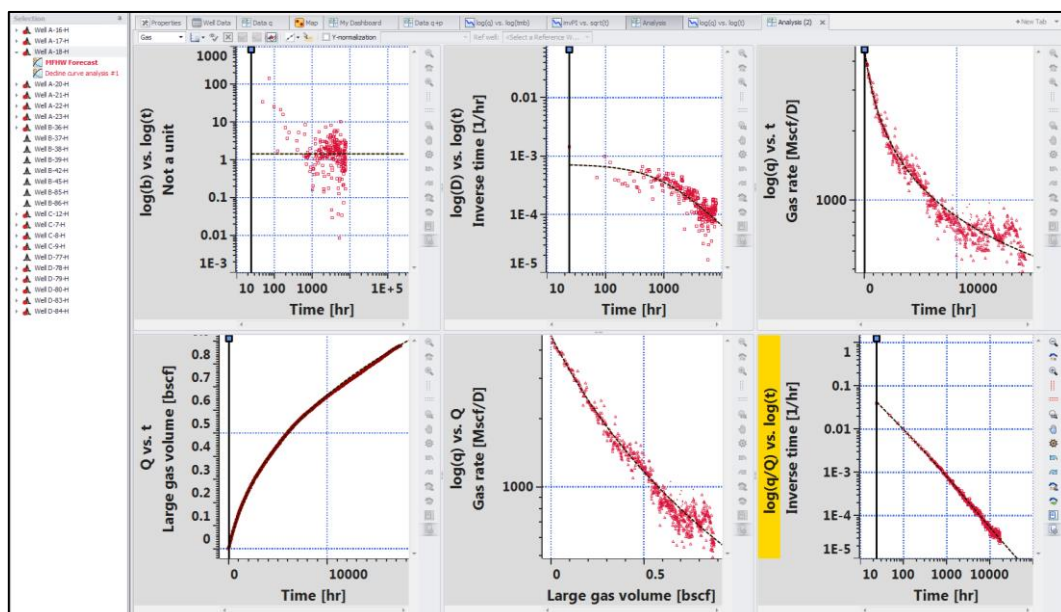 Selection
Well A-16-H
Well A-17-H
Well A-18-H
MFHW Forecast
Decline curve analysis #1
Well A-20-H
Well A-21-H
Well A-22-H
Well A-23-H
Well B-36-H
Well B-37-H
Well B-38-H
Well B-39-H
Well B-42-H
Well B-45-H
Well B-85-H
Well B-86-H
Well C-12-H
Well C-7-H
Well C-8-H
Well C-9-H
Well D-77-H
Well D-78-H
Well D-79-H
Well D-80-H
Well D-83-H
Well D-84-H
Properties Well Data Data q Map My Dashboard Data q+p log(q) vs. log(tmb) invPI vs. sqrt(t) Analysis log(q) vs. log(t) Analysis (2) New Tab
Gas Y-normalization Ref well: <Select a Reference W...
log(b) vs. log(t)
Not a unit
1000
100
10
1
0.1
0.01
1E-3
10 1000 1E+5
Time [hr]
log(D) vs. log(t)
Inverse time [1/hr]
0.01
1E-3
1E-4
1E-5
10 100 1000
Time [hr]
log(q) vs. t
Gas rate [Mscf/D]
1000
0 10000
Time [hr]
Q vs. t
Large gas volume [bscf]
0.8
0.7
0.6
0.5
0.4
0.3
0.2
0.1
0
0 10000
Time [hr]
log(q) vs. Q
Gas rate [Mscf/D]
1000
0 0.5
Large gas volume [bscf]
log(q/Q) vs. log(t)
Inverse time [1/hr]
1
0.1
0.01
1E-3
1E-4
1E-5
10 100 1000 10000
Time [hr]